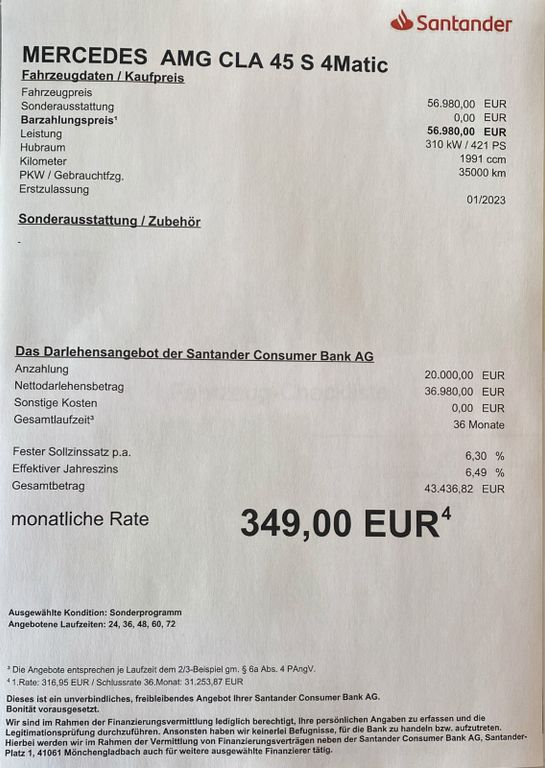 Santander
MERCEDES AMG CLA 45 S 4Matic
Fahrzeugdaten / Kaufpreis
Fahrzeugpreis 56.980,00 EUR
Sonderausstattung 0,00 EUR
Barzahlungspreis¹ 56.980,00 EUR
Leistung 310 kW / 421 PS
Hubraum 1991 ccm
Kilometer 35000 km
PKW / Gebrauchtfzg.
Erstzulassung 01/2023
Sonderausstattung / Zubehör
-
Das Darlehensangebot der Santander Consumer Bank AG
Anzahlung 20.000,00 EUR
Nettodarlehensbetrag 36.980,00 EUR
Sonstige Kosten 0,00 EUR
Gesamtlaufzeit³ 36 Monate
Fester Sollzinssatz p.a. 6,30 %
Effektiver Jahreszins 6,49 %
Gesamtbetrag 43.436,82 EUR
monatliche Rate 349,00 EUR⁴
Ausgewählte Kondition: Sonderprogramm
Angebotene Laufzeiten: 24, 36, 48, 60, 72
³ Die Angebote entsprechen je Laufzeit dem 2/3-Beispiel gm. § 6a Abs. 4 PAngV.
⁴ 1.Rate: 316,95 EUR / Schlussrate 36.Monat: 31.253,87 EUR
Dieses ist ein unverbindliches, freibleibendes Angebot Ihrer Santander Consumer Bank AG.
Bonität vorausgesetzt.
Wir sind im Rahmen der Finanzierungsvermittlung lediglich berechtigt, Ihre persönlichen Angaben zu erfassen und die
Legitimationsprüfung durchzuführen. Ansonsten haben wir keinerlei Befugnisse, für die Bank zu handeln bzw. aufzutreten.
Hierbei werden wir im Rahmen der Vermittlung von Finanzierungsverträgen neben der Santander Consumer Bank AG, Santander-
Platz 1, 41061 Mönchengladbach auch für weitere ausgewählte Finanzierer tätig.